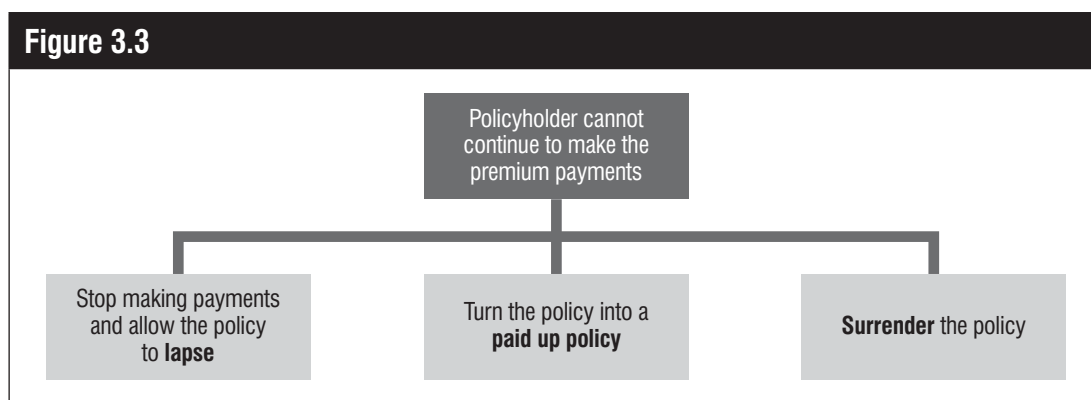 Figure 3.3
Policyholder cannot
continue to make the
premium payments
Stop making payments
and allow the policy
to lapse
Turn the policy into a
paid up policy
Surrender the policy